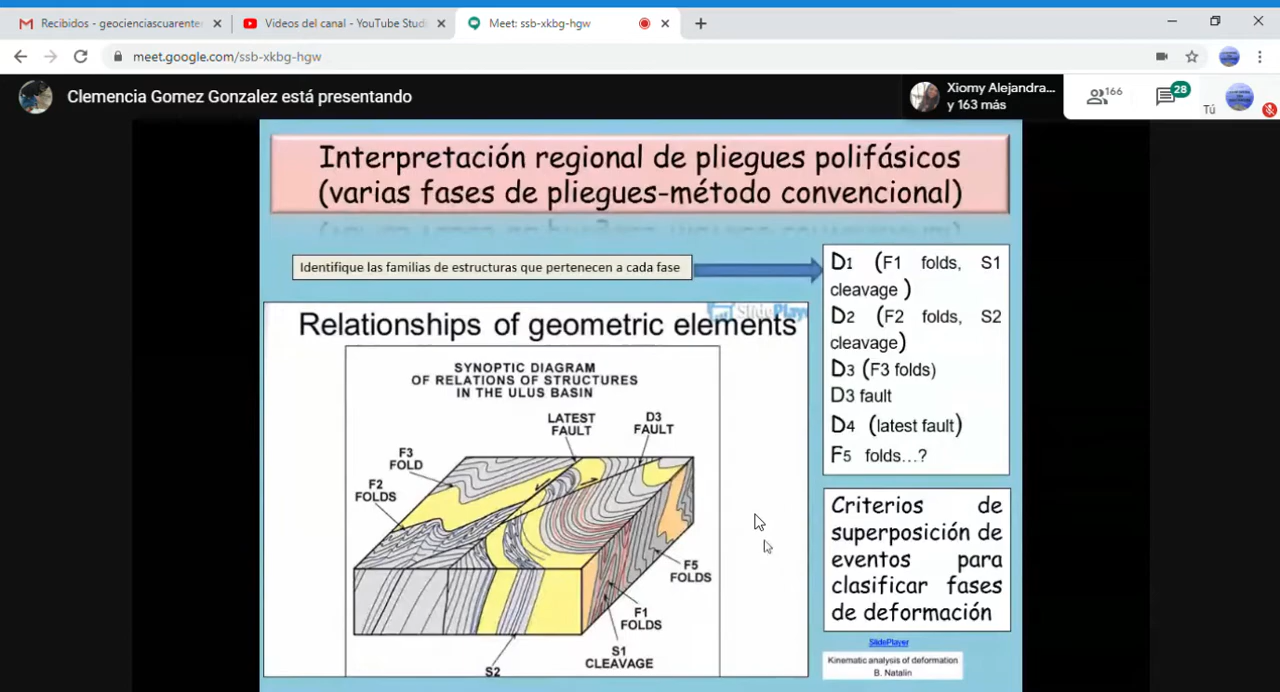 Recibidos - geocienciascuarente
Videos del canal - YouTube Studi
Meet: ssb-xkbg-hgw
meet.google.com/ssb-xkbg-hgw
Clemencia Gomez Gonzalez está presentando
Xiomy Alejandra...
y 163 más
166
28
Tú
Interpretación regional de pliegues polifásicos
(varias fases de pliegues-método convencional)
Identifique las familias de estructuras que pertenecen a cada fase
SlidePlayer
Relationships of geometric elements
SYNOPTIC DIAGRAM
OF RELATIONS OF STRUCTURES
IN THE ULUS BASIN
LATEST
FAULT
D3
FAULT
F3
FOLD
F2
FOLDS
F5
FOLDS
F1
FOLDS
S1
CLEAVAGE
S2
D1 (F1 folds, S1
cleavage )
D2 (F2 folds, S2
cleavage)
D3 (F3 folds)
D3 fault
D4 (latest fault)
F5 folds...?
Criterios de
superposición de
eventos para
clasificar fases
de deformación
SlidePlayer
Kinematic analysis of deformation
B. Natalin